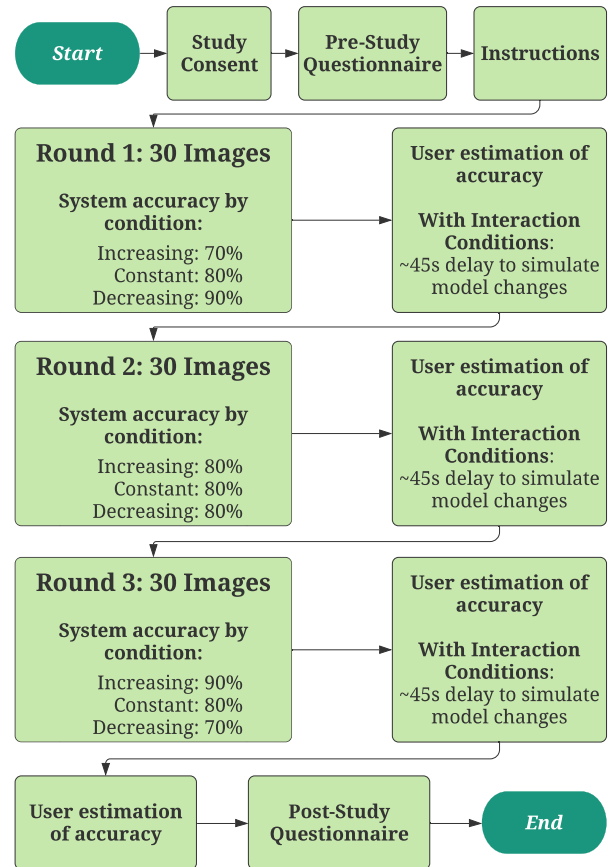 Start
Study
Consent
Pre-Study
Questionnaire
Instructions
Round 1: 30 Images
System accuracy by
condition:
Increasing: 70%
Constant: 80%
Decreasing: 90%
User estimation of
accuracy
With Interaction
Conditions:
~45s delay to simulate
model changes
Round 2: 30 Images
System accuracy by
condition:
Increasing: 80%
Constant: 80%
Decreasing: 80%
User estimation of
accuracy
With Interaction
Conditions:
~45s delay to simulate
model changes
Round 3: 30 Images
System accuracy by
condition:
Increasing: 90%
Constant: 80%
Decreasing: 70%
User estimation of
accuracy
With Interaction
Conditions:
~45s delay to simulate
model changes
User estimation
of accuracy
Post-Study
Questionnaire
End